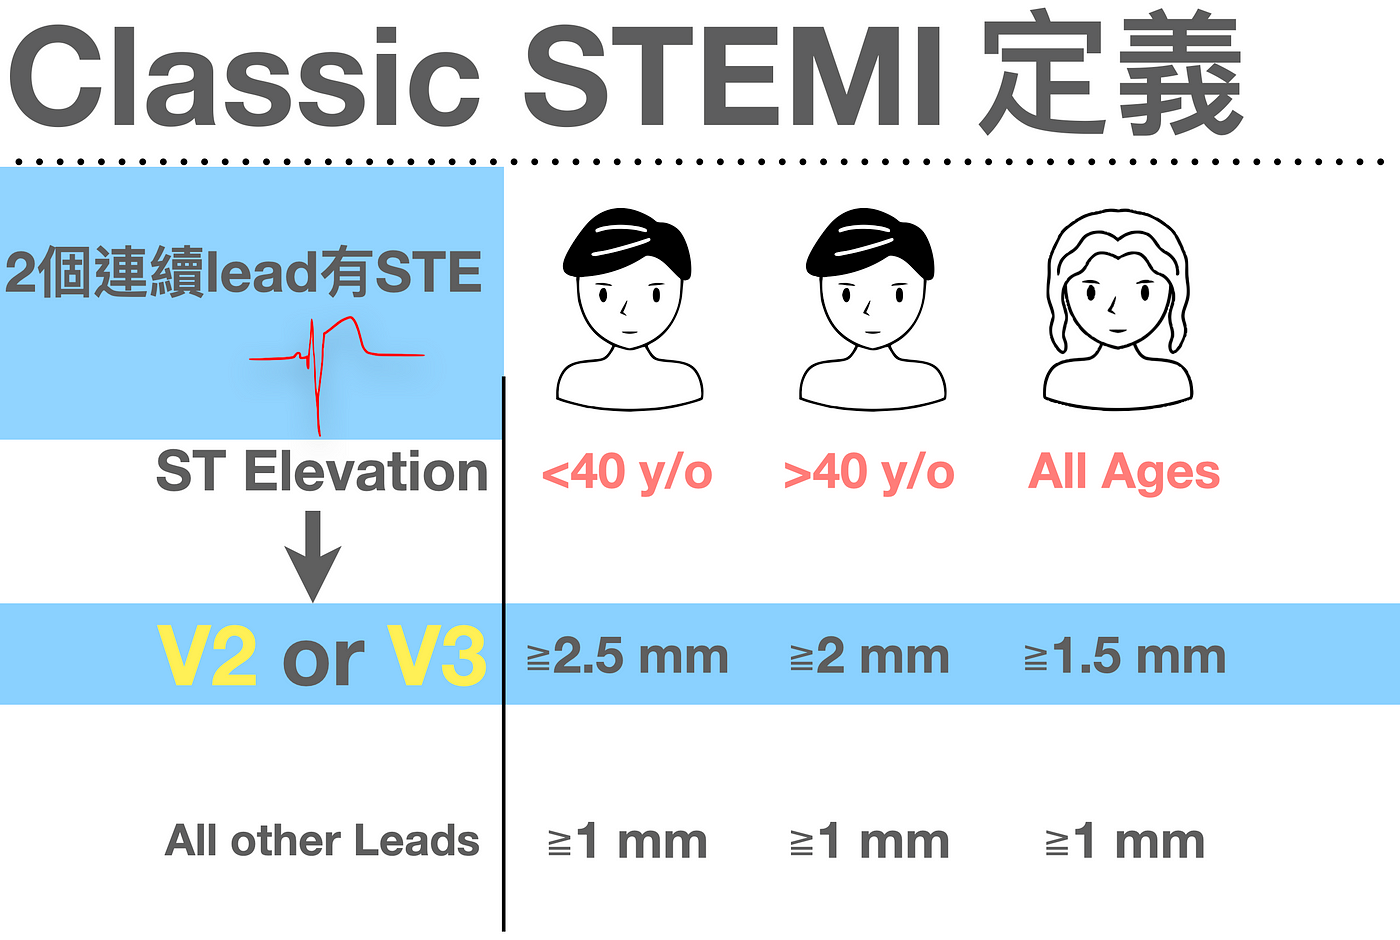 Classic STEMI 定義
2個連續lead有STE
ST Elevation
<40 y/o
>40 y/o
All Ages
V2 or V3
≧2.5 mm
≧2 mm
≧1.5 mm
All other Leads
≧1 mm
≧1 mm
≧1 mm